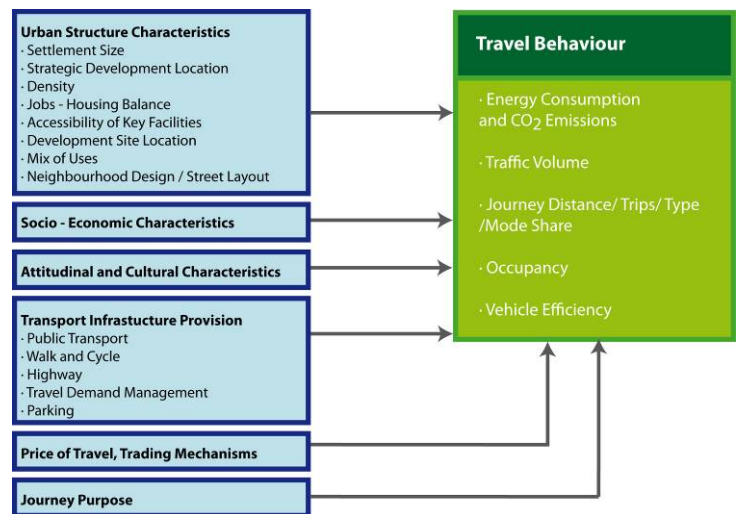 Urban Structure Characteristics
· Settlement Size
· Strategic Development Location
· Density
· Jobs - Housing Balance
· Accessibility of Key Facilities
· Development Site Location
· Mix of Uses
· Neighbourhood Design / Street Layout
Socio - Economic Characteristics
Attitudinal and Cultural Characteristics
Transport Infrastucture Provision
· Public Transport
· Walk and Cycle
· Highway
· Travel Demand Management
· Parking
Price of Travel, Trading Mechanisms
Journey Purpose
Travel Behaviour
· Energy Consumption
and CO2 Emissions
· Traffic Volume
· Journey Distance/ Trips/ Type
/Mode Share
· Occupancy
· Vehicle Efficiency